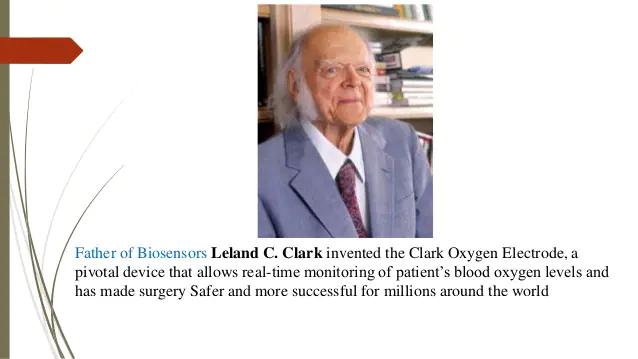 Father of Biosensors Leland C. Clark invented the Clark Oxygen Electrode, a
pivotal device that allows real-time monitoring of patient’s blood oxygen levels and
has made surgery Safer and more successful for millions around the world